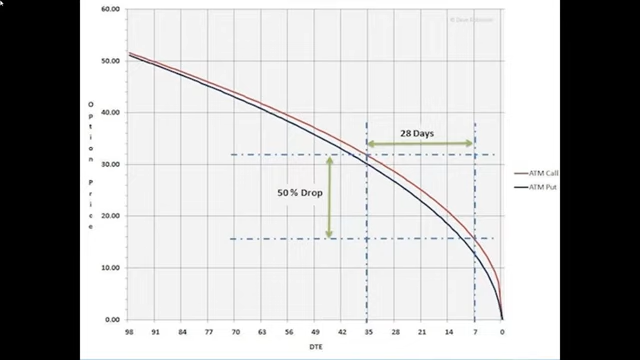 60.00
50.00
40.00
30.00
20.00
10.00
0.00
Option Price
28 Days
50% Drop
ATM Call
ATM Put
98 91 84 77 70 63 56 49 42 35 28 21 14 7 0
DTE